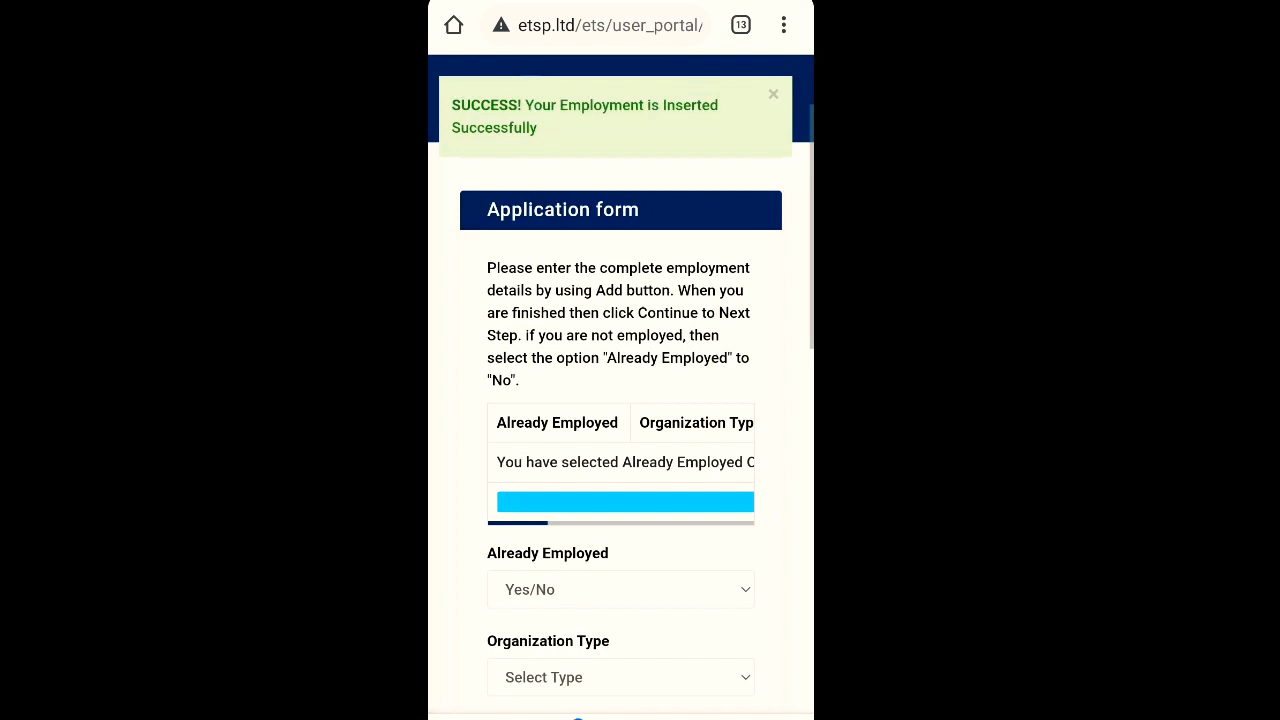 etsp.ltd/ets/user_portal/
13
×
SUCCESS! Your Employment is Inserted
Successfully
Application form
Please enter the complete employment
details by using Add button. When you
are finished then click Continue to Next
Step. if you are not employed, then
select the option "Already Employed" to
"No".
Already Employed Organization Typ
You have selected Already Employed
Already Employed
Yes/No
Organization Type
Select Type